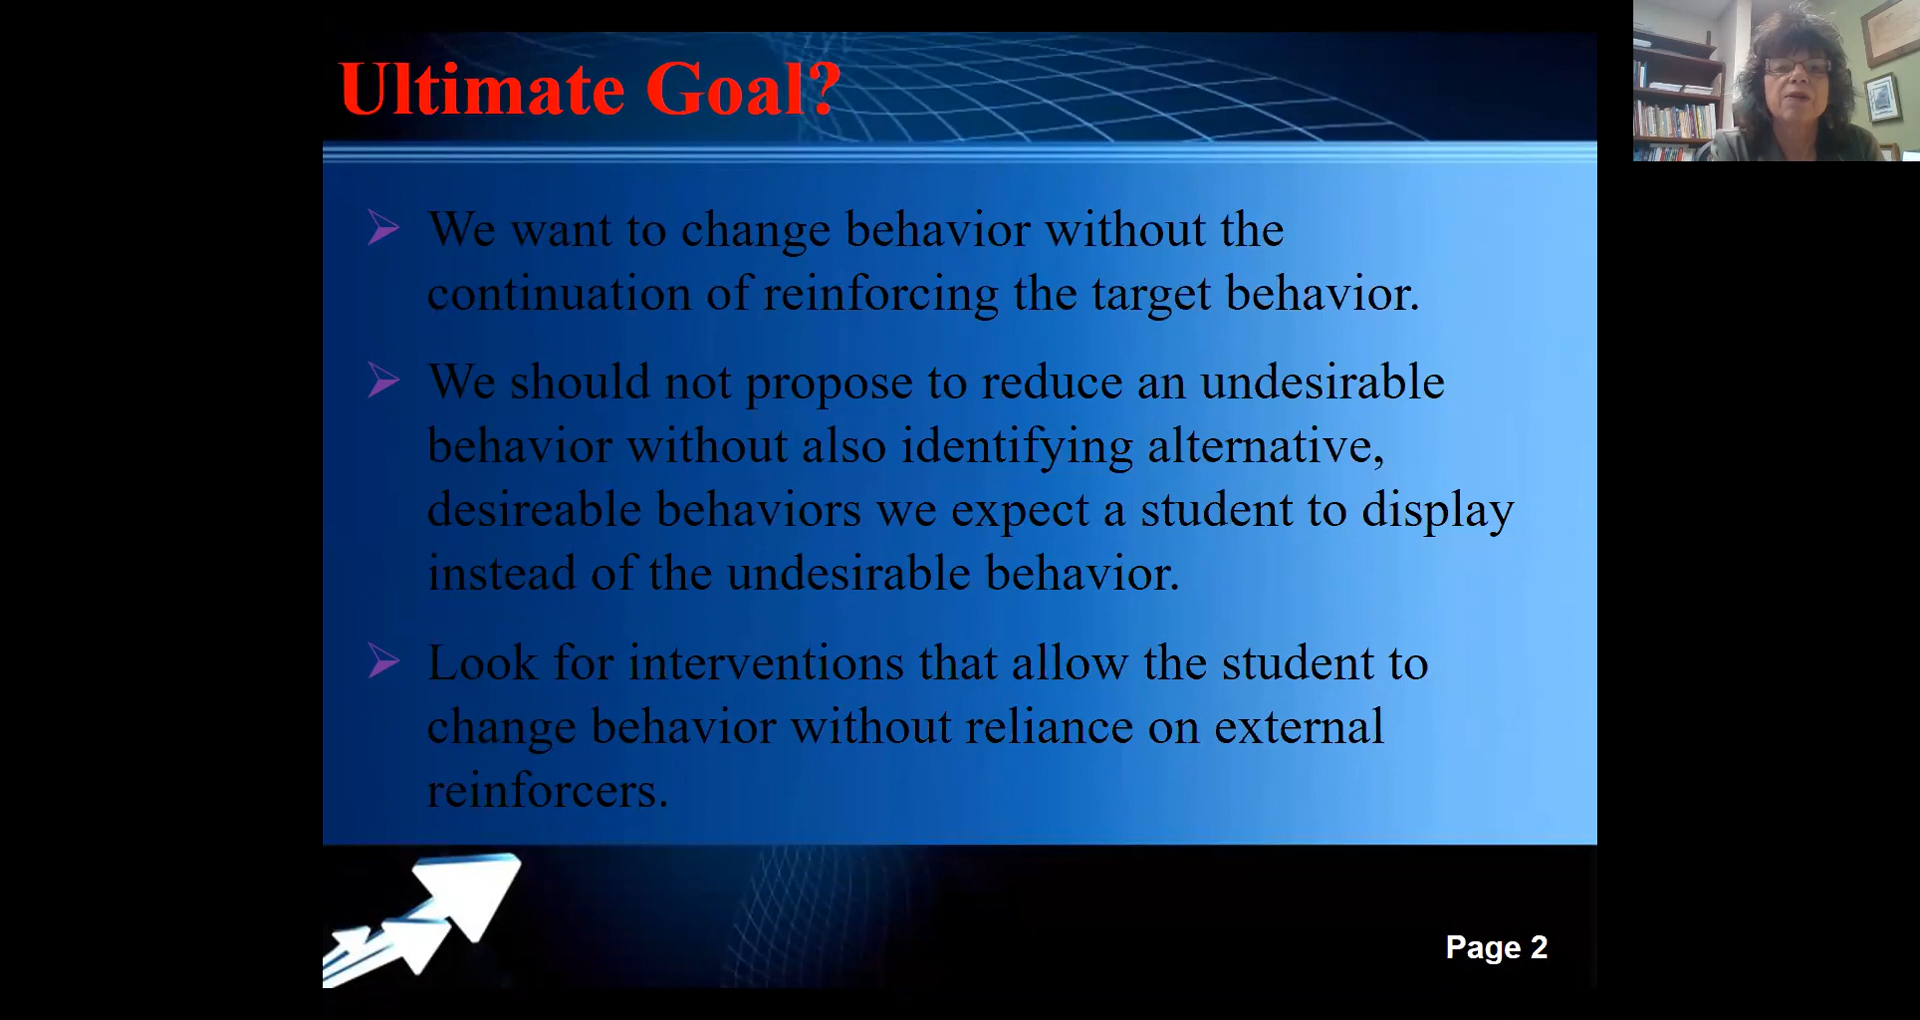 Ultimate Goal?
We want to change behavior without the
continuation of reinforcing the target behavior.
We should not propose to reduce an undesirable
behavior without also identifying alternative,
desireable behaviors we expect a student to display
instead of the undesirable behavior.
Look for interventions that allow the student to
change behavior without reliance on external
reinforcers.
Page 2